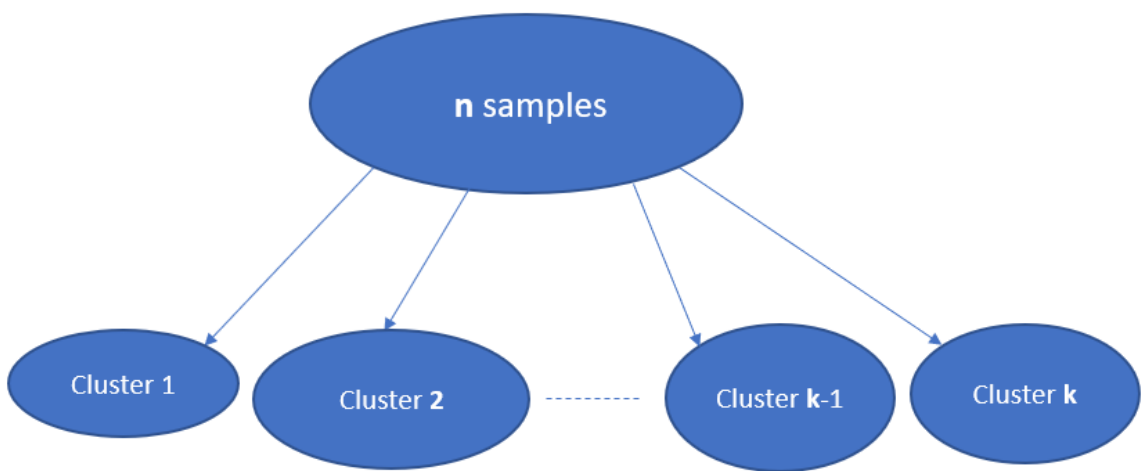 n samples
Cluster 1
Cluster 2
Cluster k-1
Cluster k